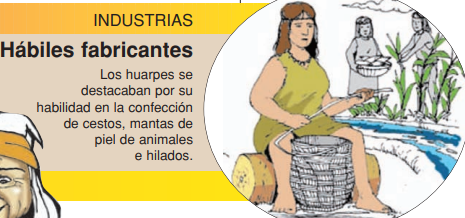 INDUSTRIAS
Hábiles fabricantes
Los huarpes se
destacaban por su
habilidad en la confección
de cestos, mantas de
piel de animales
e hilados.